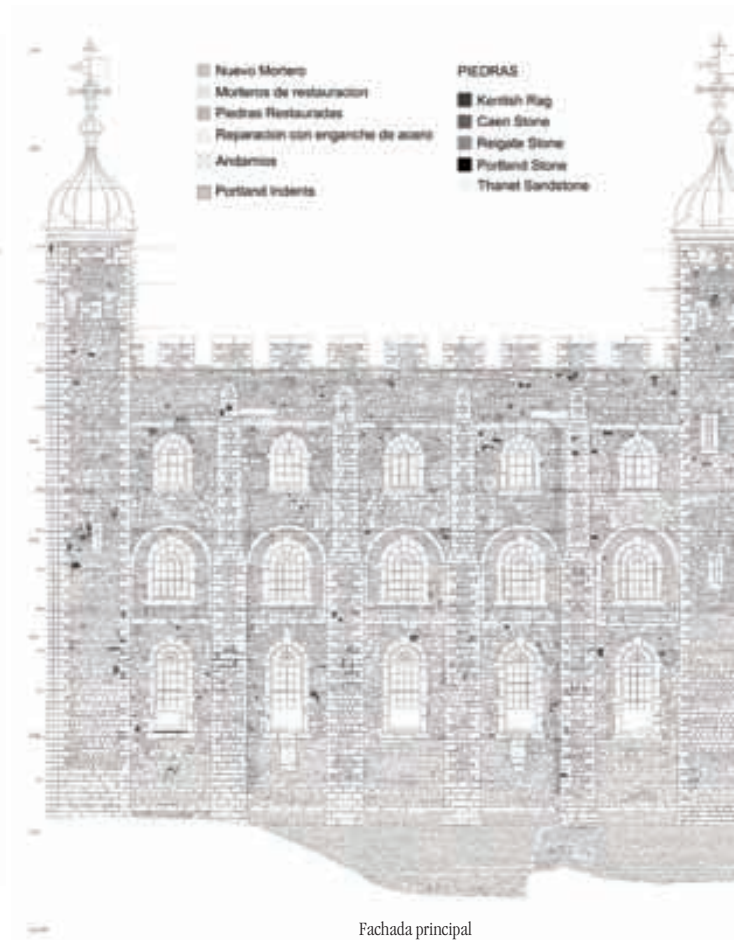 Nuevo Mortero
Morteros de restauracion
Piedras Restauradas
Reparacion con enganche de acero
Andamios
Portland Indents
PIEDRAS
Kentish Rag
Caen Stone
Reigate Stone
Portland Stone
Thanet Sandstone
Fachada principal